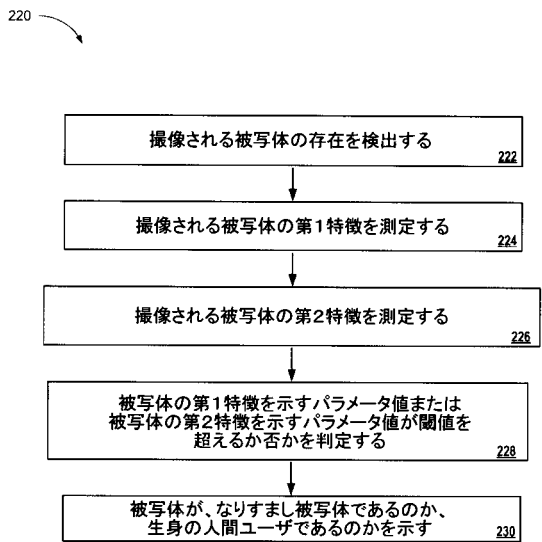 220
撮像される被写体の存在を検出する
222
撮像される被写体の第1特徴を測定する
224
撮像される被写体の第2特徴を測定する
226
被写体の第1特徴を示すパラメータ値または
被写体の第2特徴を示すパラメータ値が閾値を
超えるか否かを判定する
228
被写体が、なりすまし被写体であるのか、
生身の人間ユーザであるのかを示す
230